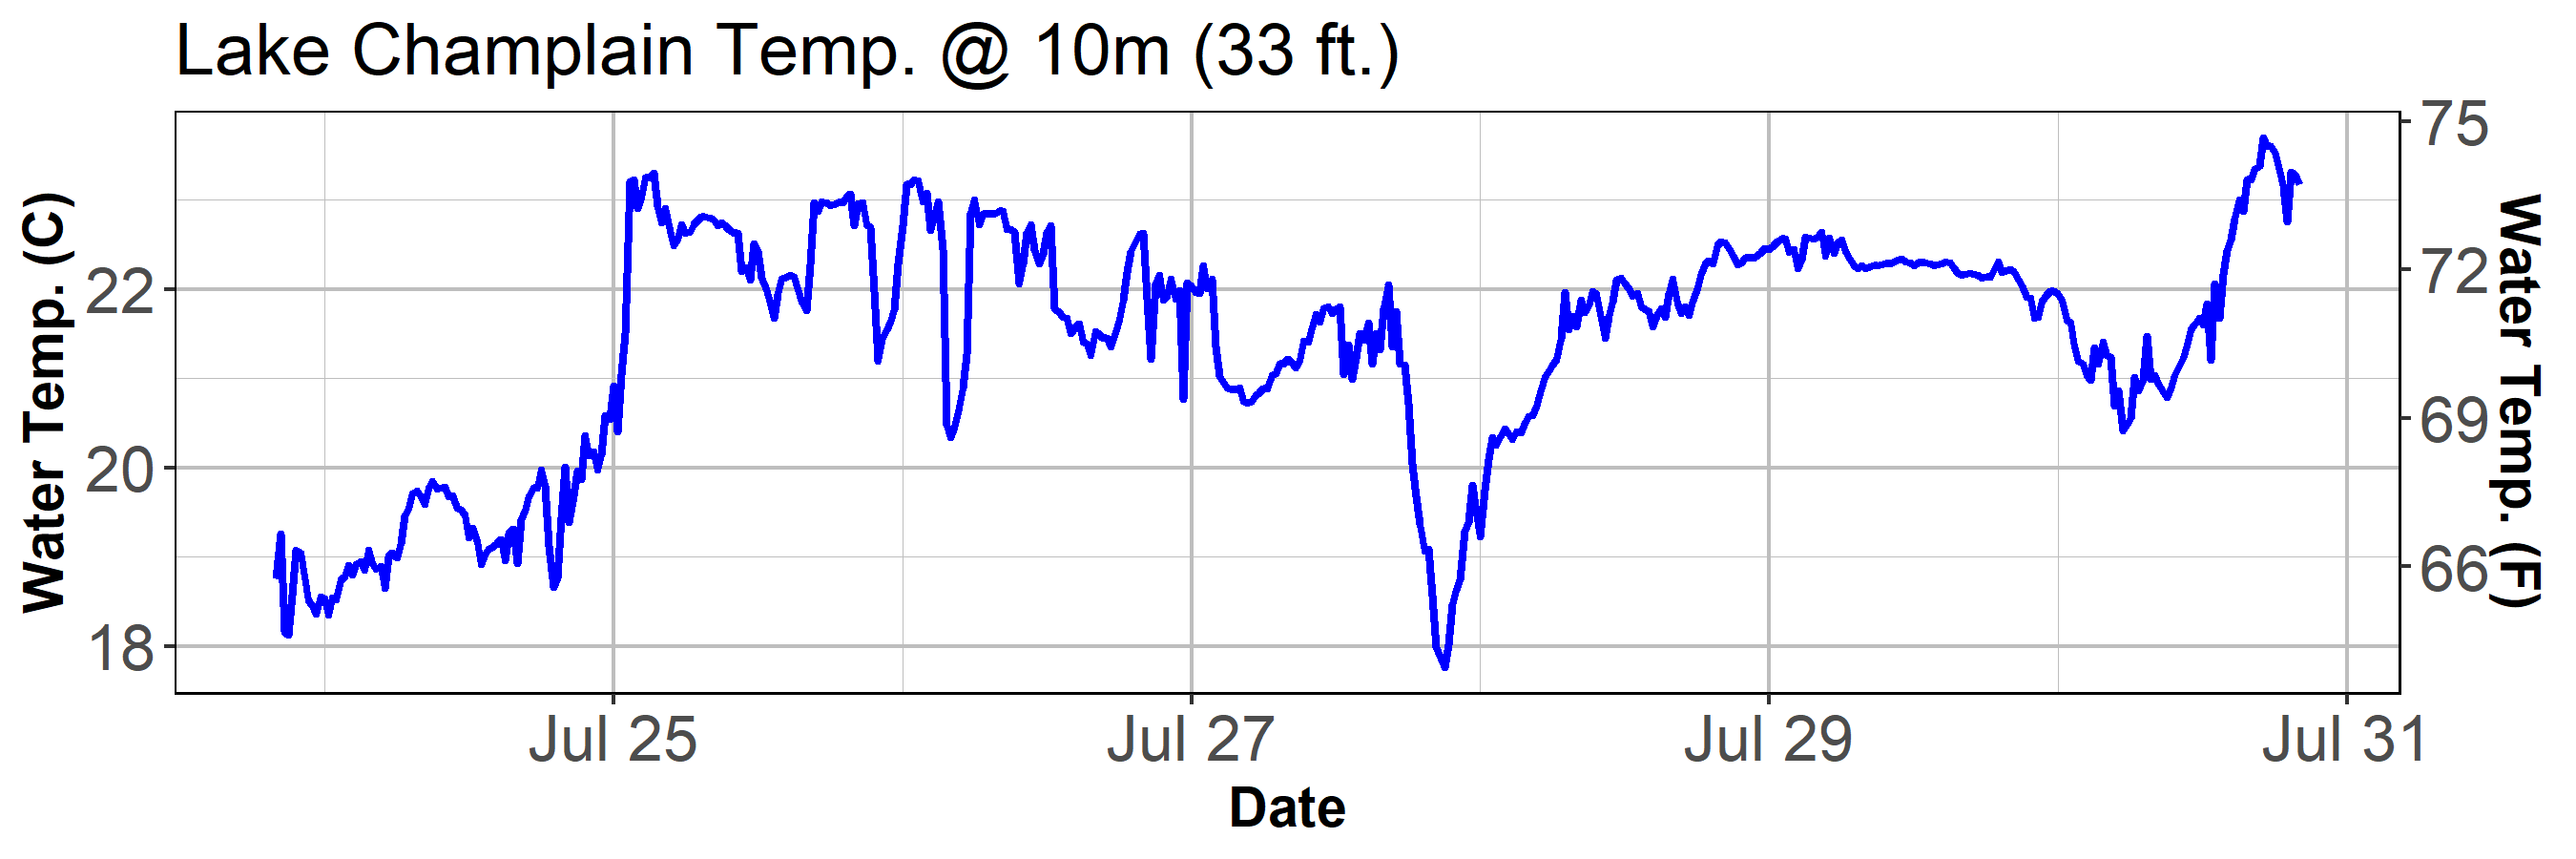 Lake Champlain Temp. @ 10m (33 ft.)
Water Temp. (C)
22
20
18
75
72
69
66
Water Temp. (F)
Jul 25
Jul 27
Jul 29
Jul 31
Date